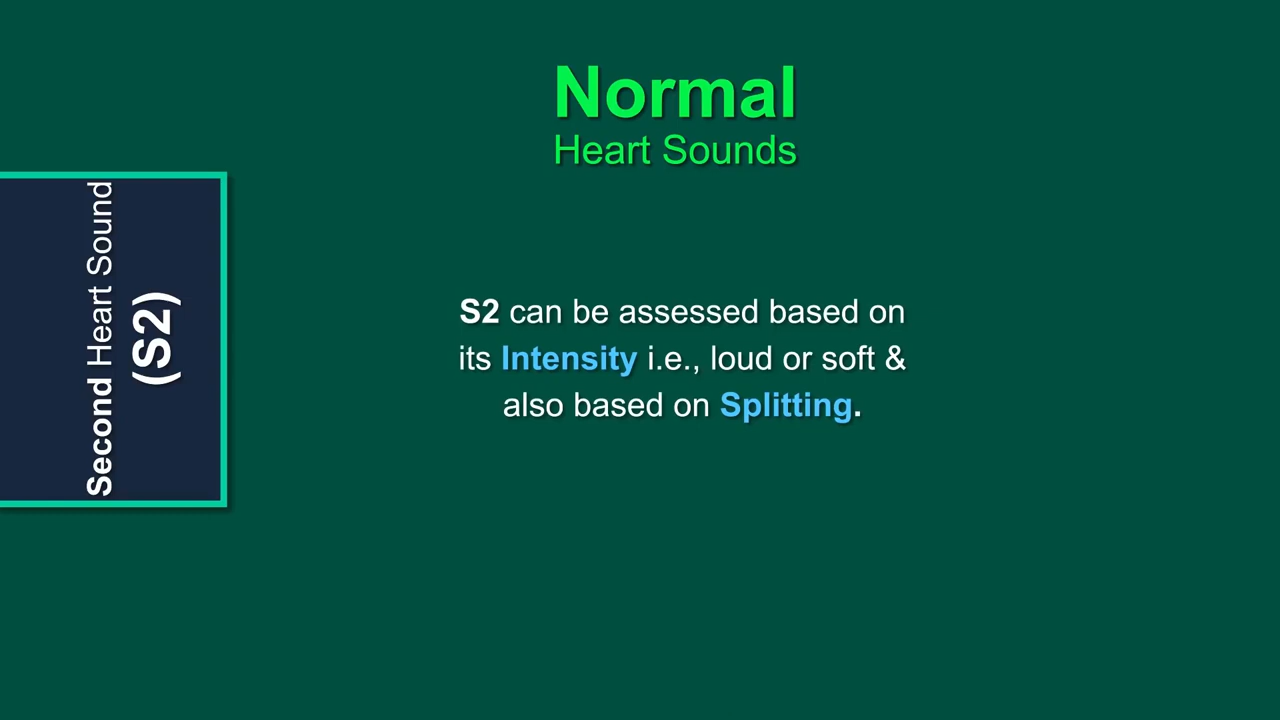 Normal
Heart Sounds
Second Heart Sound
(S2)
S2 can be assessed based on
its Intensity i.e., loud or soft &
also based on Splitting.